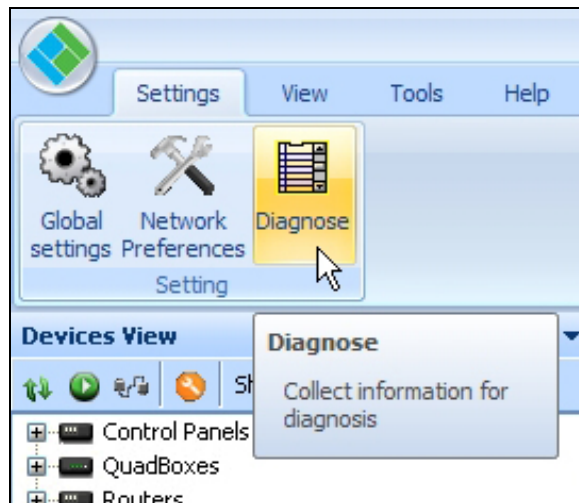 Settings View Tools Help
Global settings
Network Preferences
Diagnose
Setting
Devices View
Diagnose
Collect information for
diagnosis
Control Panels
QuadBoxes
Routers